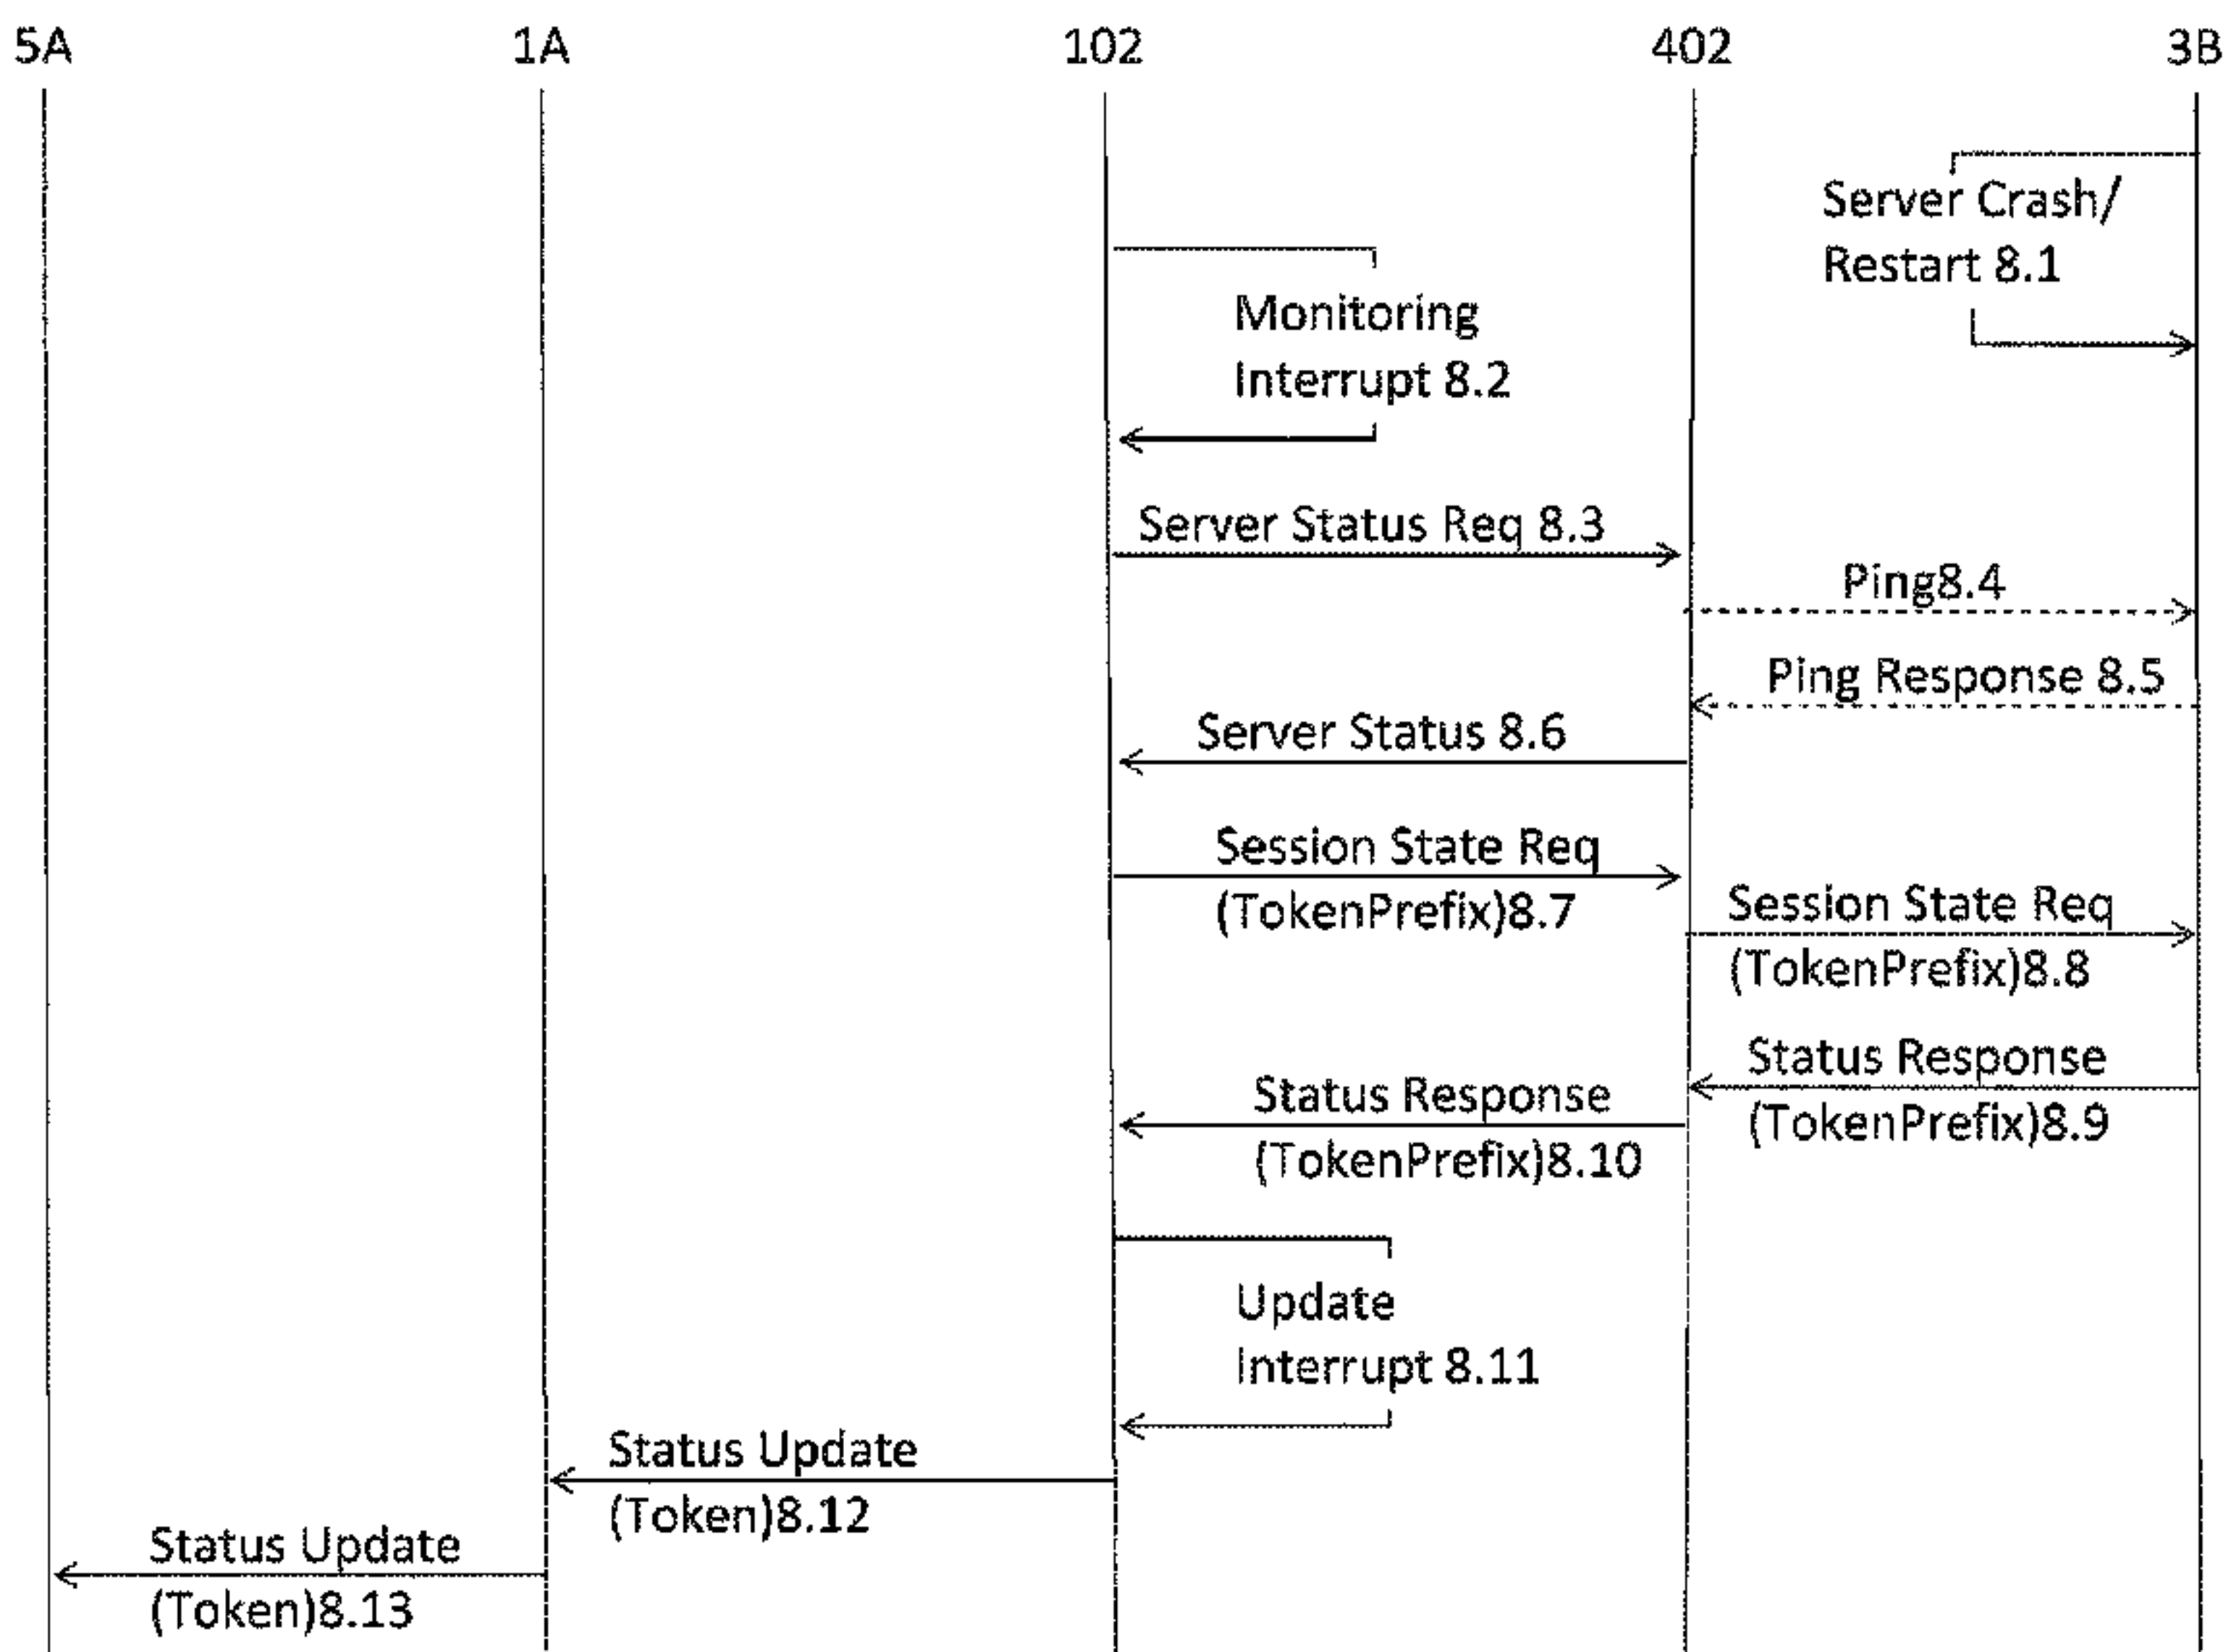 5A 1A 102 402 3B
Server Crash/
Restart 8.1
Monitoring
Interrupt 8.2
Server Status Req 8.3
Ping8.4
Ping Response 8.5
Server Status 8.6
Session State Req
(TokenPrefix)8.7
Session State Req
(TokenPrefix)8.8
Status Response
(TokenPrefix)8.9
Status Response
(TokenPrefix)8.10
Update
Interrupt 8.11
Status Update
(Token)8.12
Status Update
(Token)8.13